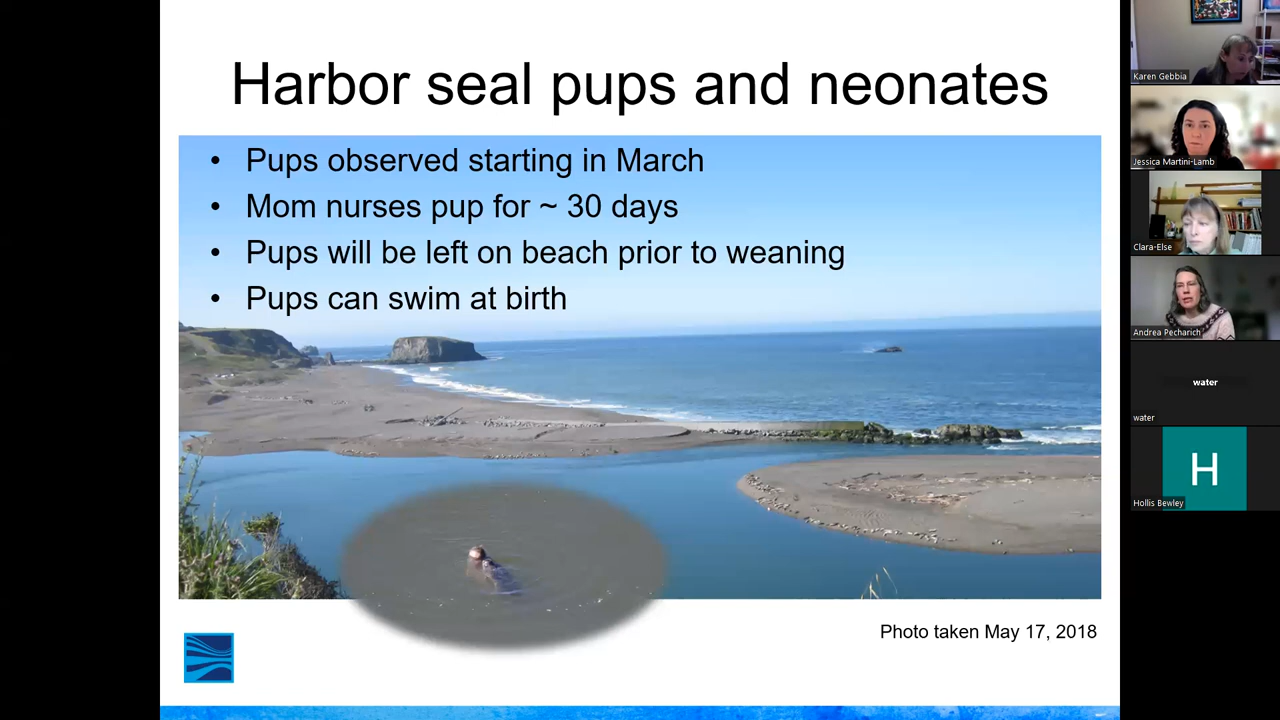 Harbor seal pups and neonates
• Pups observed starting in March
• Mom nurses pup for ~ 30 days
• Pups will be left on beach prior to weaning
• Pups can swim at birth
Photo taken May 17, 2018
Karen Gebbia
Jessica Martini-Lamb
Clara-Else
Andrea Pecharich
water
water
H
Hollis Bewley